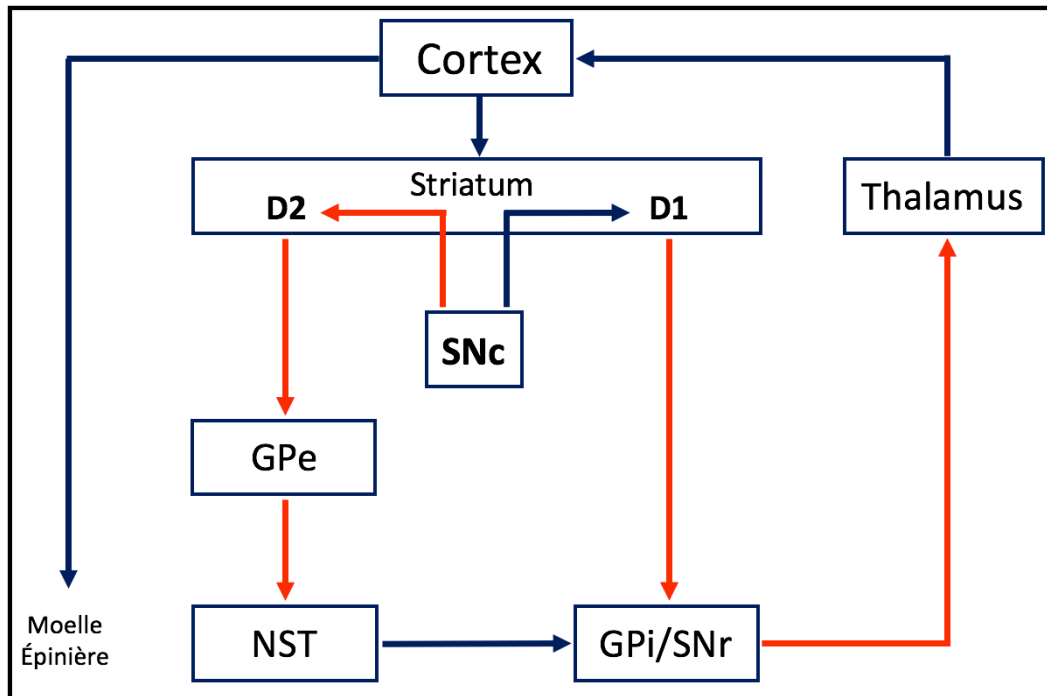 Cortex
Striatum
D2
D1
Thalamus
SNc
GPe
NST
GPi/SNr
Moelle
Épinière